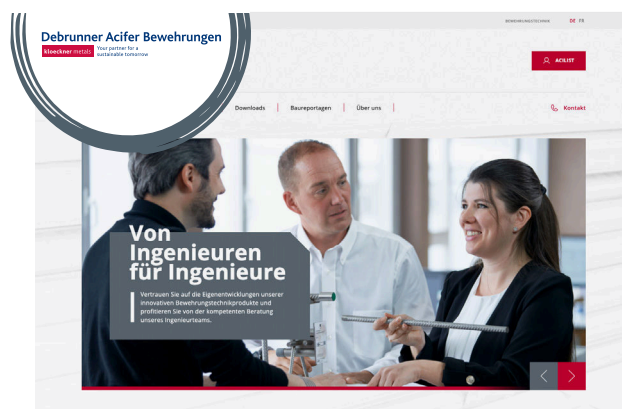 Debrunner Acifer Bewehrungen
kloeckner metals
Your partner for a
sustainable tomorrow
BEWEHRUNGSTECHNIK
DE FR
ACILIST
Downloads
Baureportagen
Über uns
Kontakt
Von
Ingenieuren
für Ingenieure
Vertrauen Sie auf die Eigenentwicklungen unserer
innovativen Bewehrungstechnikprodukte und
profitieren Sie von der kompetenten Beratung
unseres Ingenieurteams.